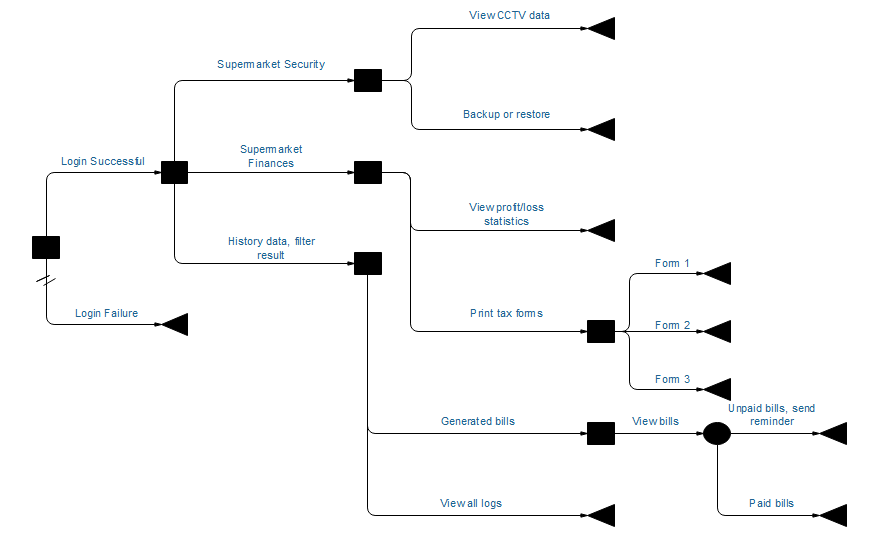 View CCTV data
Supermarket Security
Backup or restore
Supermarket
Finances
Login Successful
View profit/loss
statistics
History data, filter
result
Form 1
Login Failure
Print tax forms
Form 2
Form 3
Unpaid bills, send
reminder
Generated bills
View bills
View all logs
Paid bills